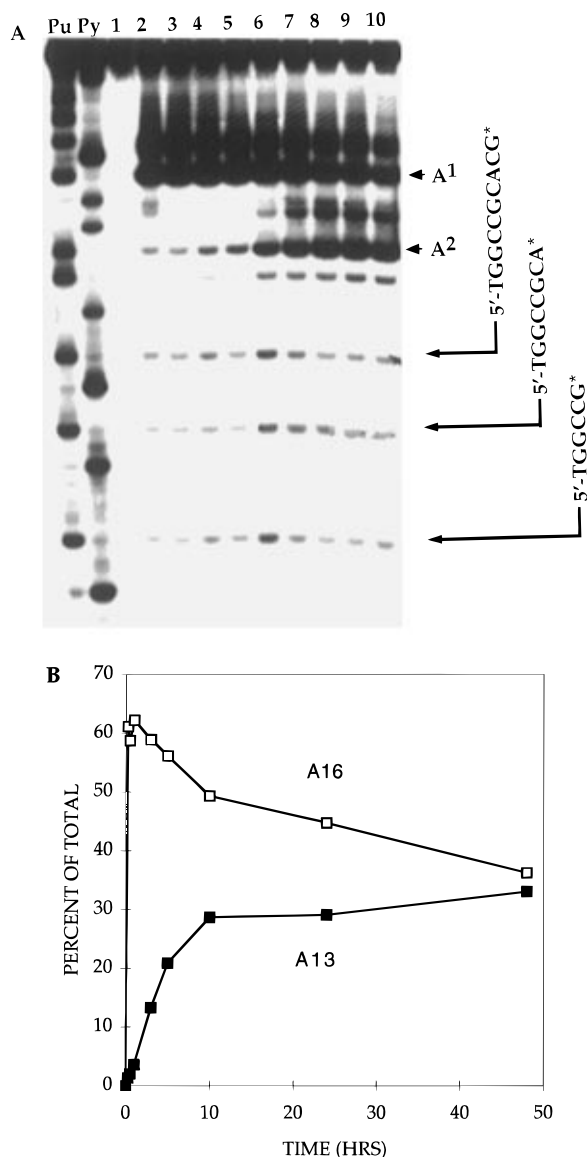 A
Pu Py 1 2 3 4 5 6 7 8 9 10
A1
A2
5'-TGGCCGCACG*
5'-TGGCCGCA*
5'-TGGCCG*
B
70
60
50
40
30
20
10
0
PERCENT OF TOTAL
A16
A13
0 10 20 30 40 50
TIME (HRS)